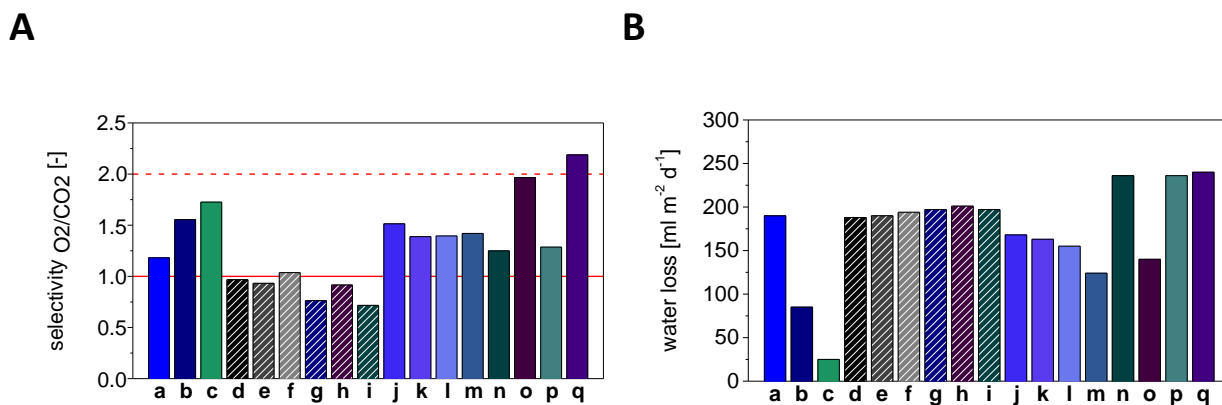 A
B
selectivity O2/CO2 [-]
2.5
2.0
1.5
1.0
0.5
0.0
a b c d e f g h i j k l m n o p q
water loss [ml m⁻² d⁻¹]
300
250
200
150
100
50
0
a b c d e f g h i j k l m n o p q